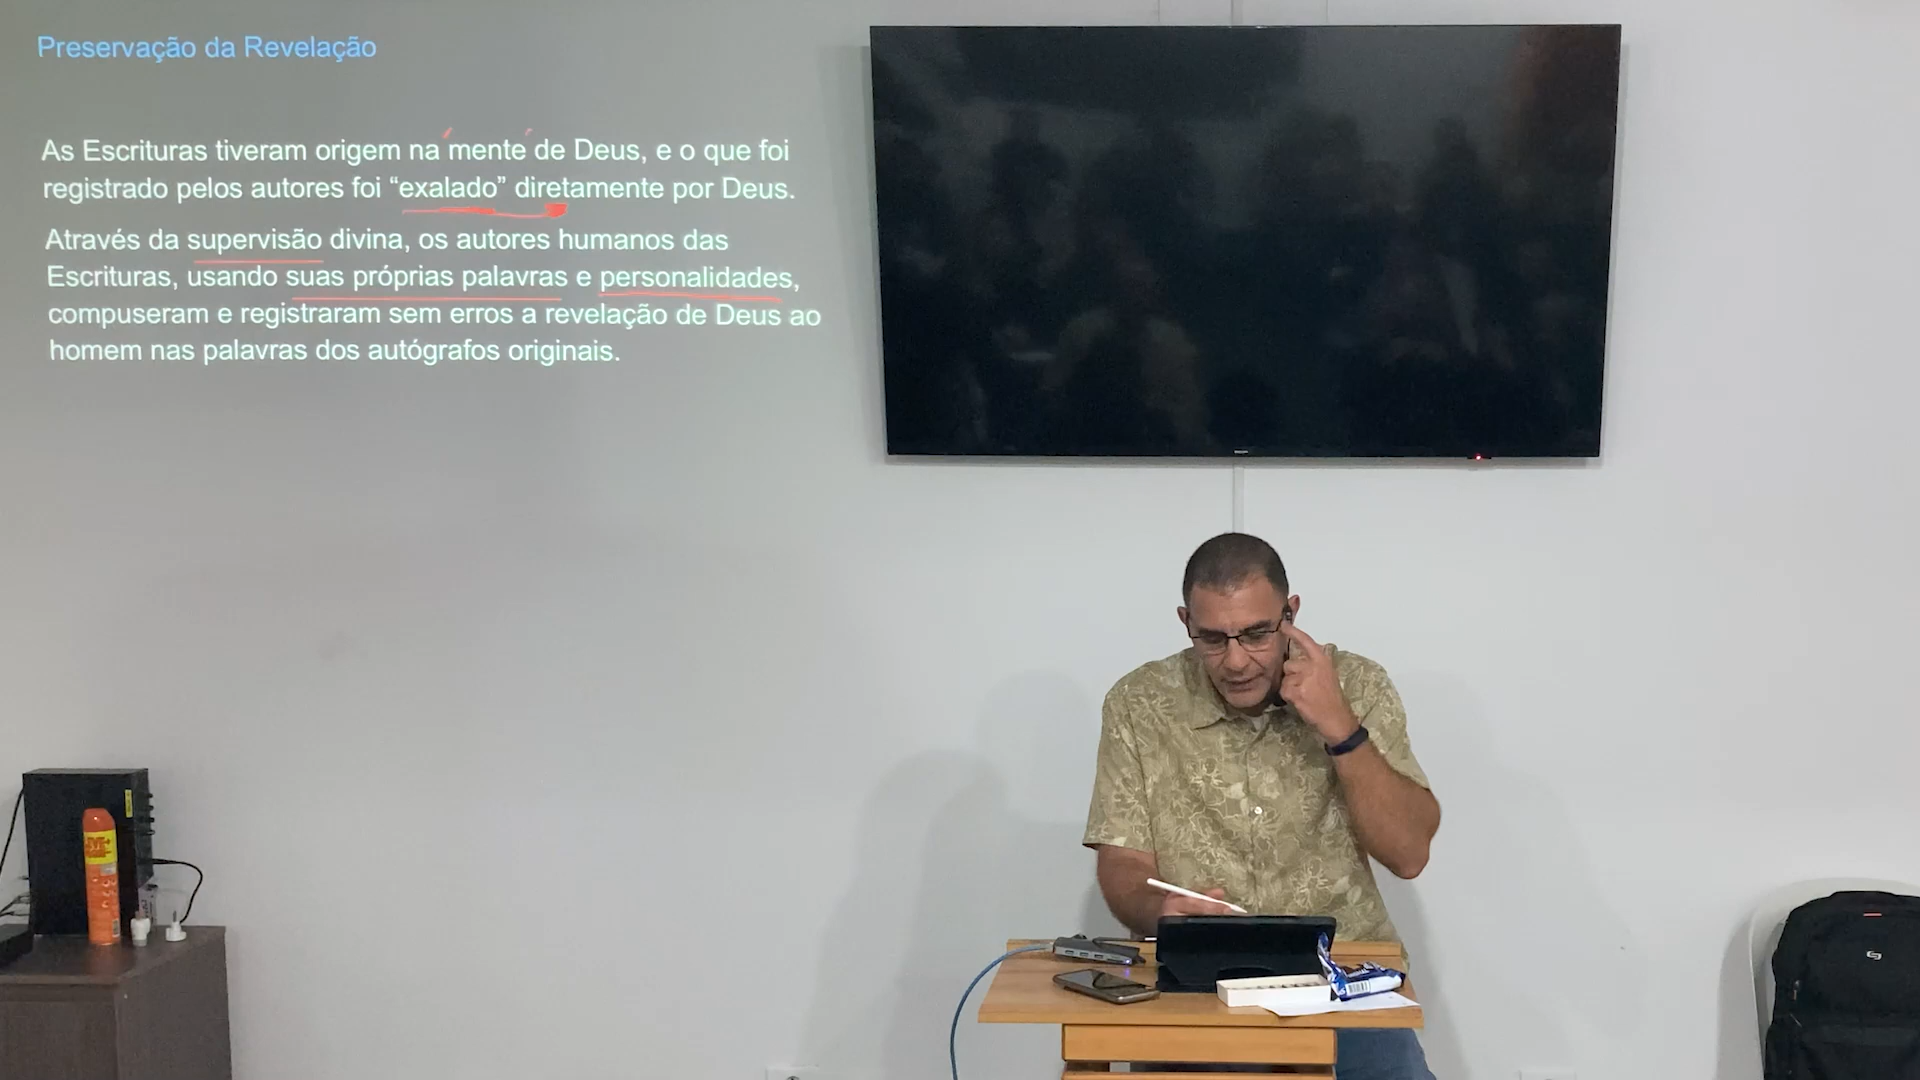 Preservação da Revelação
As Escrituras tiveram origem na mente de Deus, e o que foi
registrado pelos autores foi “exalado” diretamente por Deus.
Através da supervisão divina, os autores humanos das
Escrituras, usando suas próprias palavras e personalidades,
compuseram e registraram sem erros a revelação de Deus ao
homem nas palavras dos autógrafos originais.